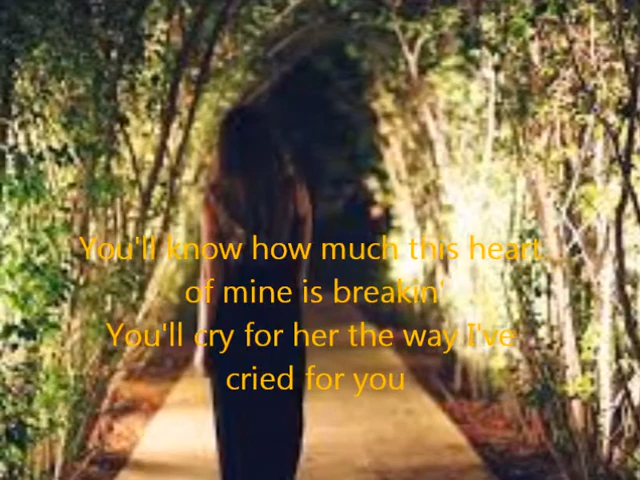 You'll know how much this heart
of mine is breakin'
You'll cry for her the way I've
cried for you